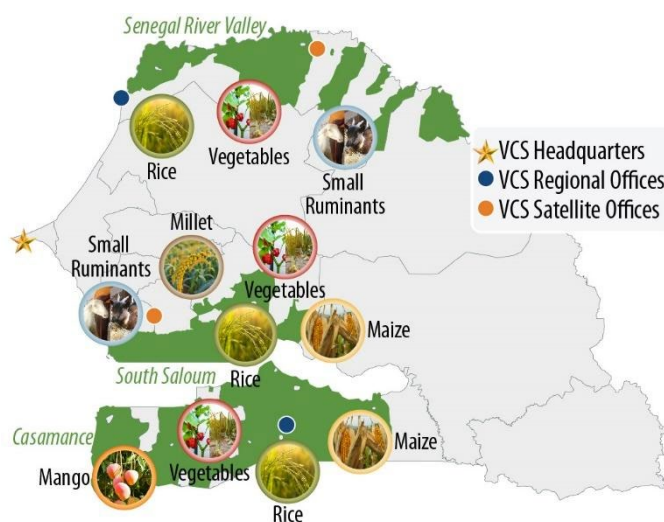 Senegal River Valley
Rice
Vegetables
Small
Ruminants
VCS Headquarters
VCS Regional Offices
VCS Satellite Offices
Millet
Small
Ruminants
Vegetables
Maize
Rice
South Saloum
Casamance
Mango
Vegetables
Maize
Rice